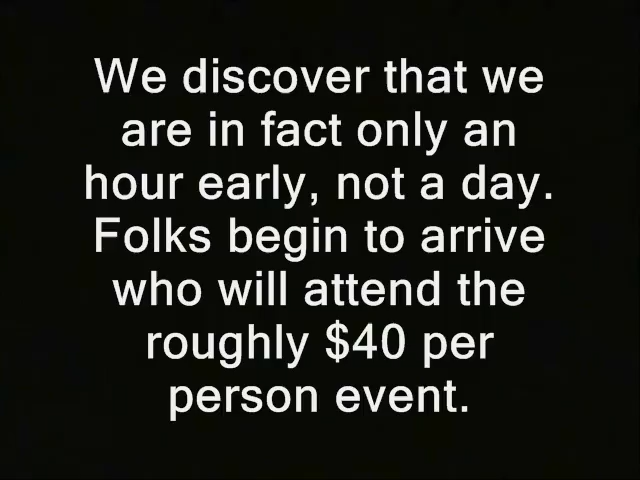 We discover that we
are in fact only an
hour early, not a day.
Folks begin to arrive
who will attend the
roughly $40 per
person event.